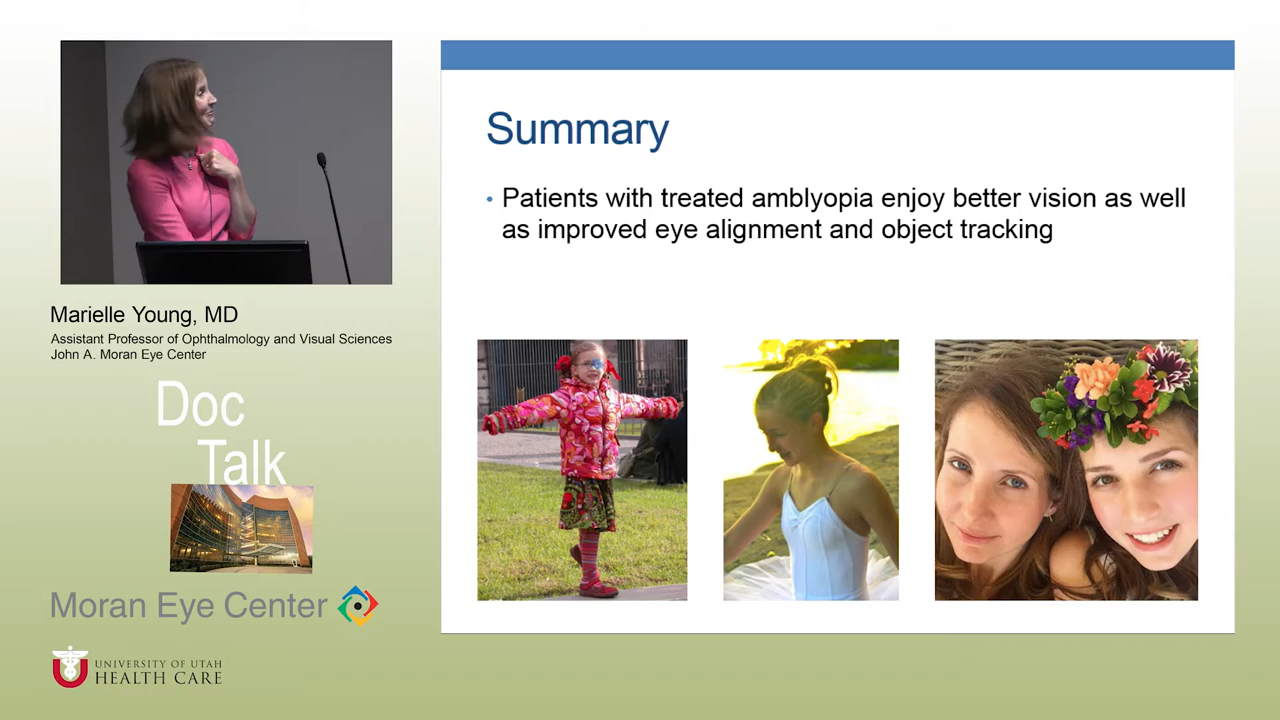 Marielle Young, MD
Assistant Professor of Ophthalmology and Visual Sciences
John A. Moran Eye Center
Doc
Talk
Moran Eye Center
UNIVERSITY OF UTAH
HEALTH CARE
Summary
• Patients with treated amblyopia enjoy better vision as well
as improved eye alignment and object tracking